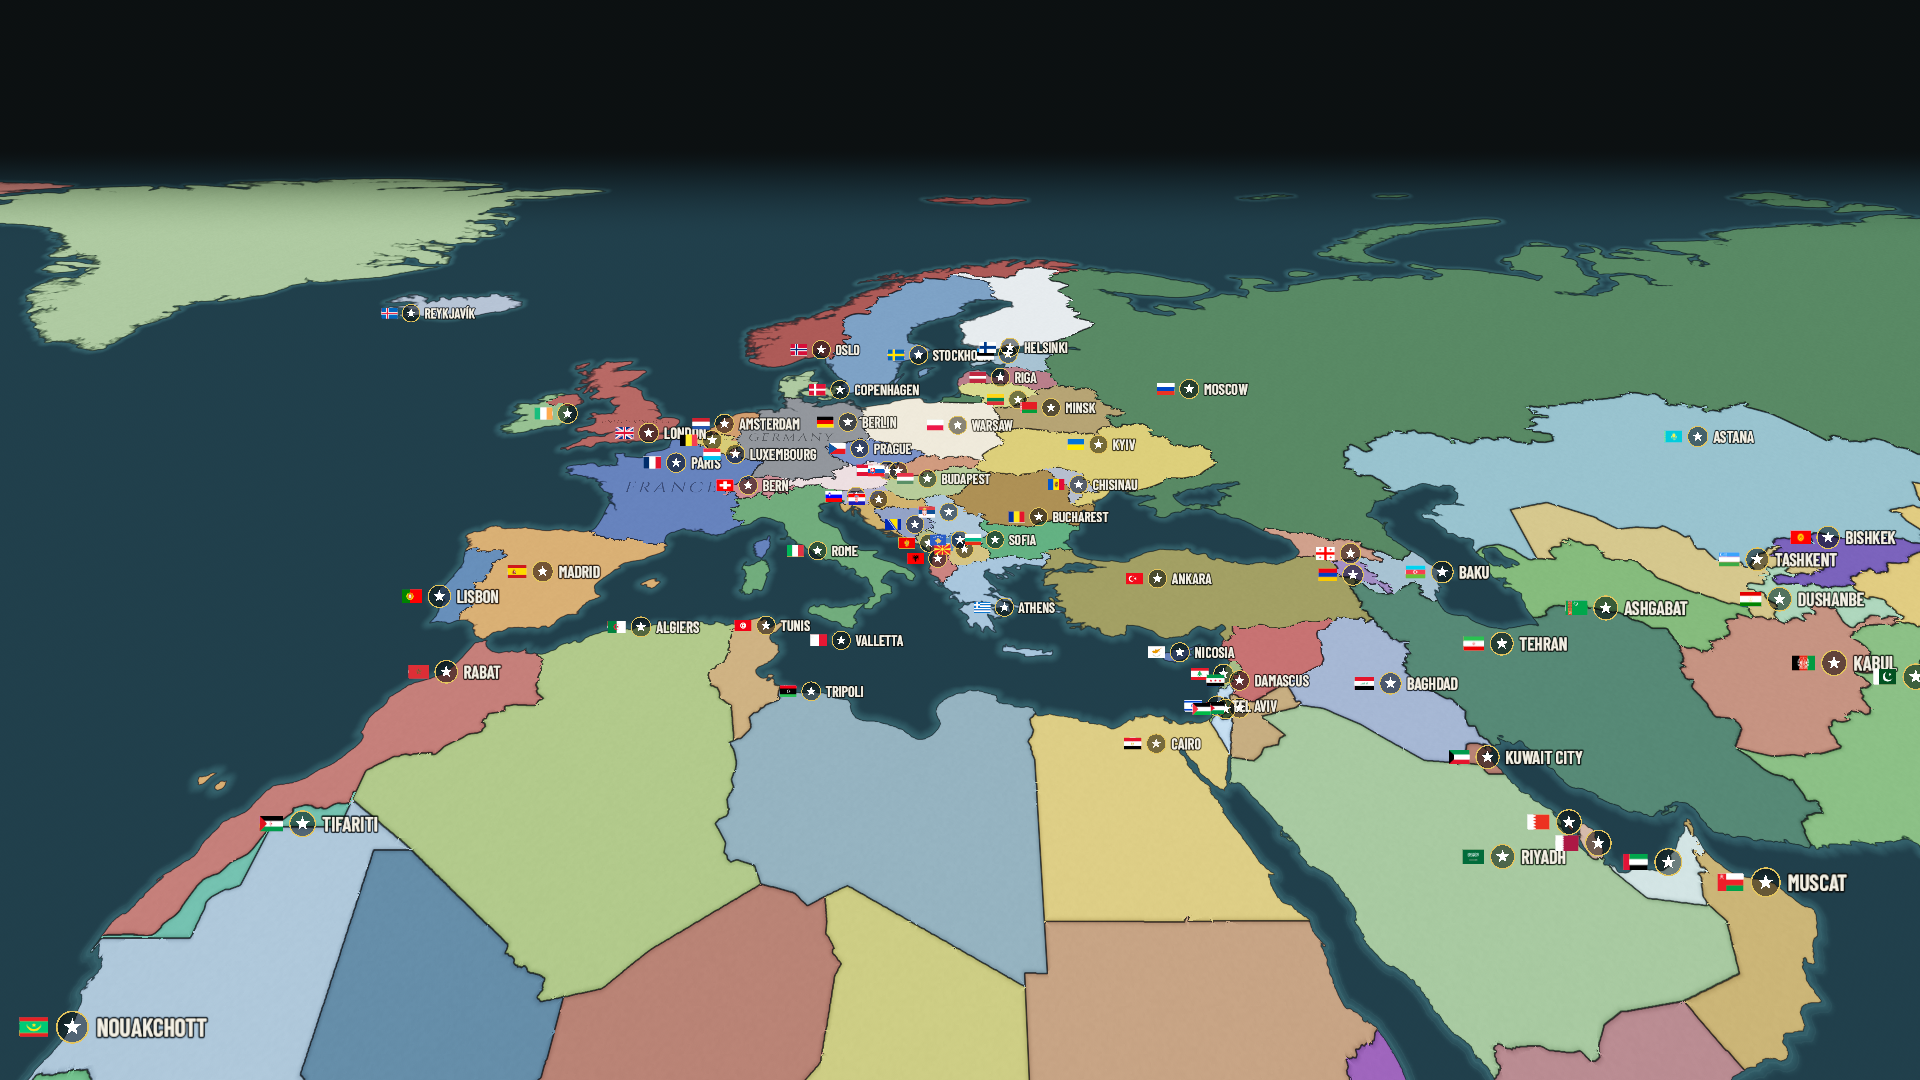 REYKJAVÍK
OSLO
STOCKHO
HELSINKI
RIGA
COPENHAGEN
MOSCOW
MINSK
AMSTERDAM
BERLIN
WARSAW
LONDON
GERMANY
KYIV
ASTANA
PRAGUE
LUXEMBOURG
PARIS
BUDAPEST
BERN
FRANCE
CHISINAU
BUCHAREST
BISHKEK
SOFIA
ROME
TASHKENT
MADRID
ANKARA
BAKU
LISBON
DUSHANBE
ATHENS
ASHGABAT
ALGIERS
TUNIS
VALLETTA
TEHRAN
NICOSIA
KABUL
RABAT
DAMASCUS
BAGHDAD
TRIPOLI
TEL AVIV
CAIRO
KUWAIT CITY
TIFARITI
RIYADH
MUSCAT
NOUAKCHOTT